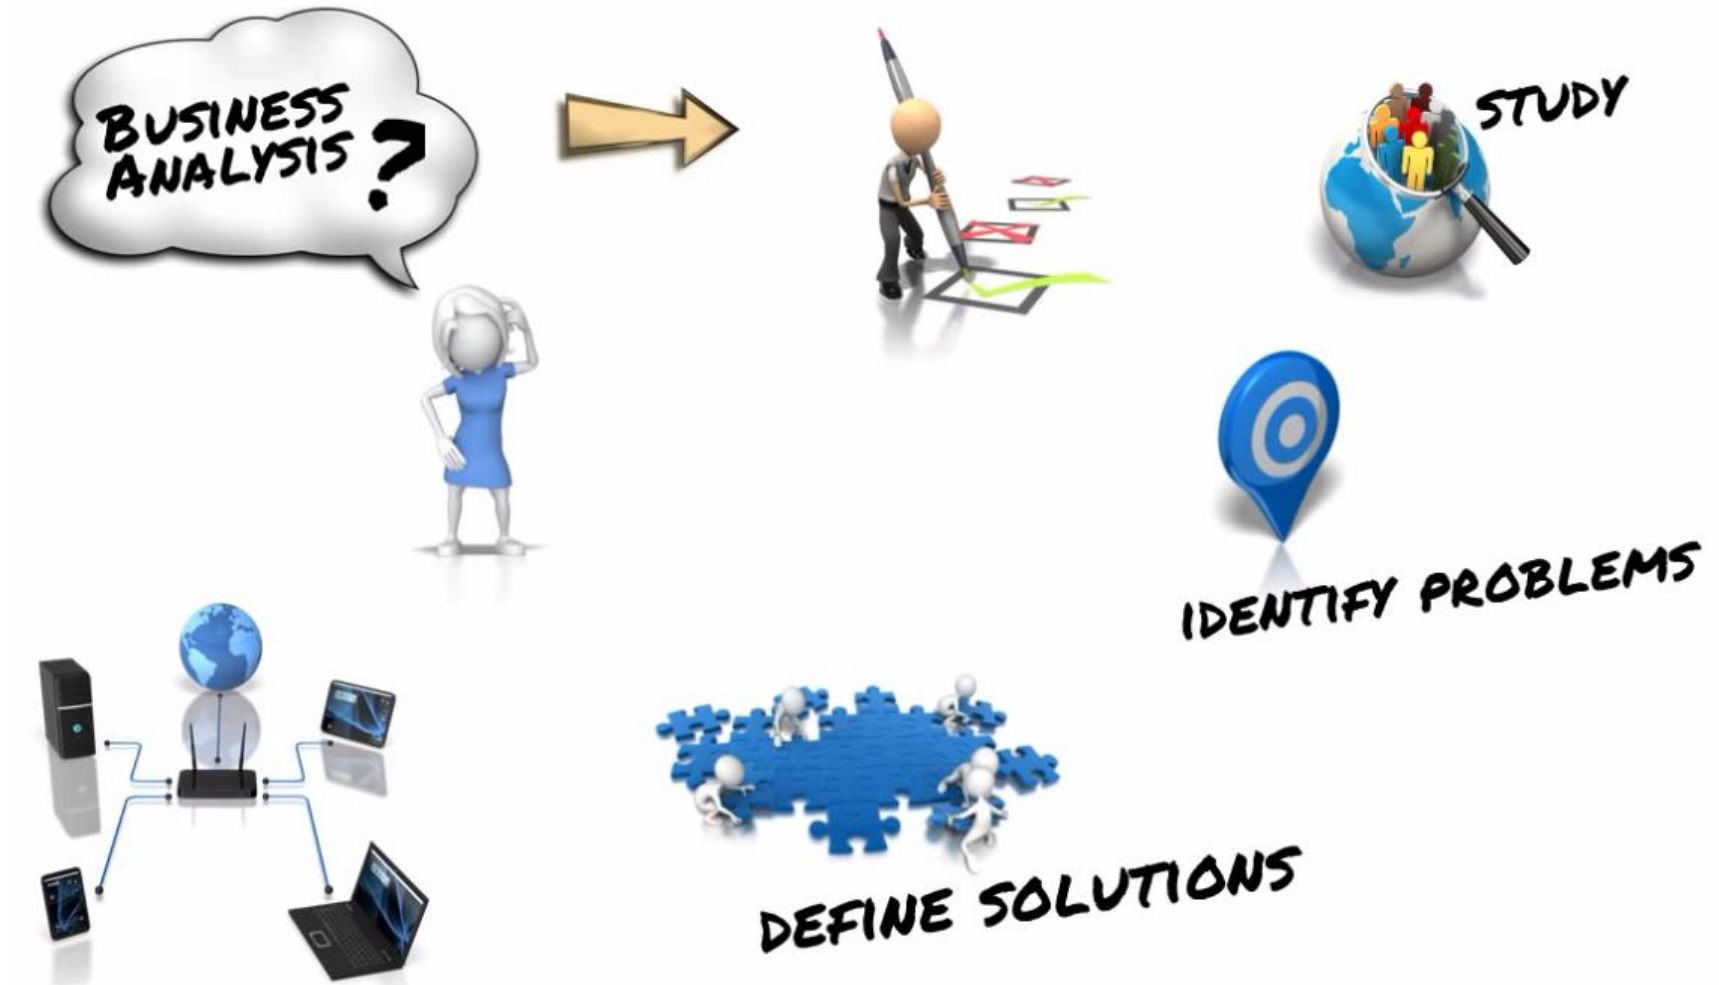 BUSINESS
ANALYSIS ?
STUDY
IDENTIFY PROBLEMS
DEFINE SOLUTIONS